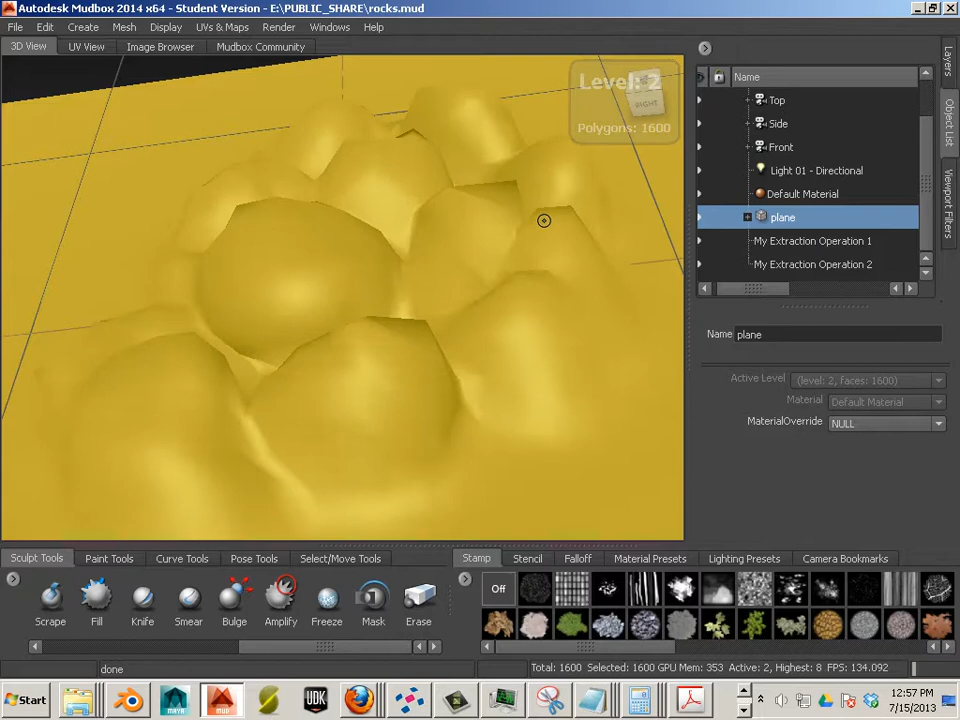 Autodesk Mudbox 2014 x64 - Student Version - E:\PUBLIC_SHARE\rocks.mud
File Edit Create Mesh Display UVs & Maps Render Windows Help
3D View UV View Image Browser Mudbox Community
Level: 2
RIGHT
Polygons: 1600
Name
Top
Side
Front
Light 01 - Directional
Default Material
plane
My Extraction Operation 1
My Extraction Operation 2
Layers
Object List
Viewport Filters
Name plane
Active Level (level: 2, faces: 1600)
Material Default Material
MaterialOverride NULL
Sculpt Tools Paint Tools Curve Tools Pose Tools Select/Move Tools
Stamp Stencil Falloff Material Presets Lighting Presets Camera Bookmarks
Off
Scrape Fill Knife Smear Bulge Amplify Freeze Mask Erase
done
Total: 1600 Selected: 1600 GPU Mem: 353 Active: 2, Highest: 8 FPS: 134.092
Start
MAYA
MUD
UDK
12:57 PM
7/15/2013